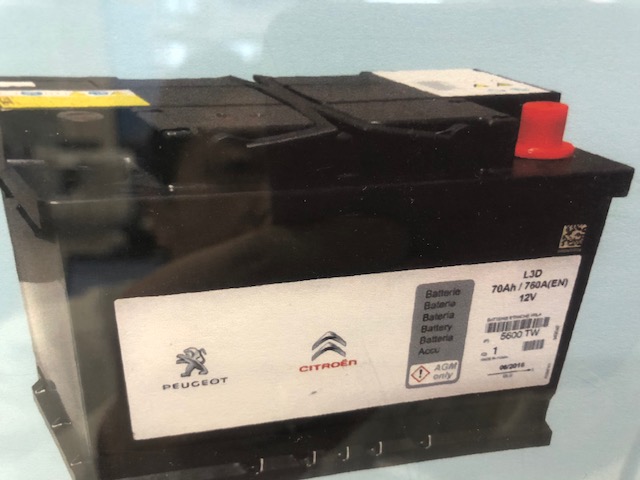 L3D
70Ah / 760A(EN)
12V
Batterie
Bateria
Batería
Battery
Batteria
Accu
AGM
only
5600 TW
1
PEUGEOT
CITROËN